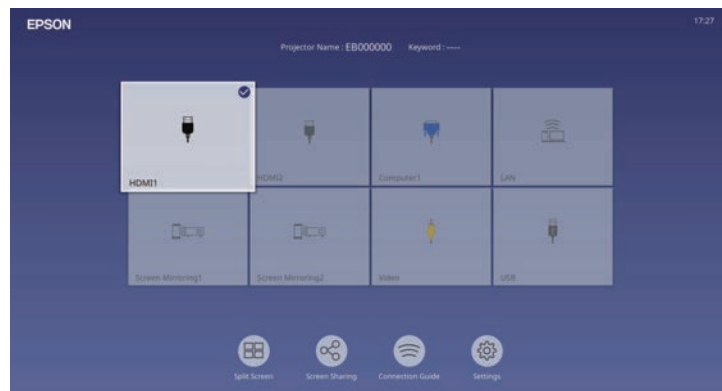 EPSON
17:27
Projector Name : EB000000 Keyword : ----
HDMI1
HDMI2
Computer1
LAN
Screen Mirroring1
Screen Mirroring2
Video
USB
Split Screen
Screen Sharing
Connection Guide
Settings